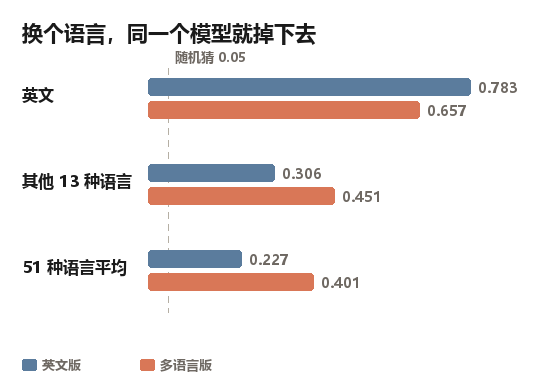 换个语言，同一个模型就掉下去
随机猜 0.05
英文
0.783
0.657
其他 13 种语言
0.306
0.451
51 种语言平均
0.227
0.401
英文版
多语言版